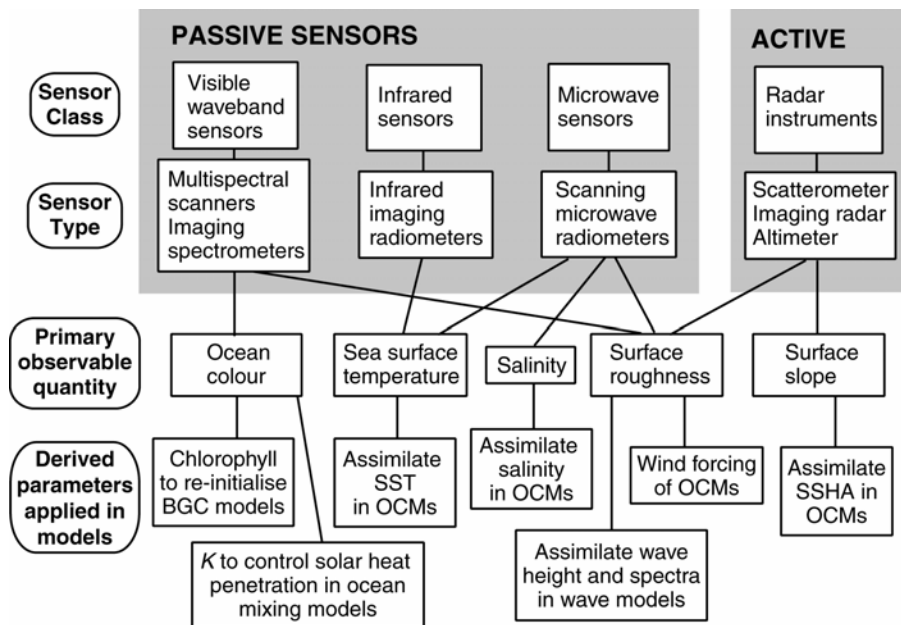 PASSIVE SENSORS
ACTIVE
Sensor
Class
Visible
waveband
sensors
Infrared
sensors
Microwave
sensors
Radar
instruments
Sensor
Type
Multispectral
scanners
Imaging
spectrometers
Infrared
imaging
radiometers
Scanning
microwave
radiometers
Scatterometer
Imaging radar
Altimeter
Primary
observable
quantity
Ocean
colour
Sea surface
temperature
Salinity
Surface
roughness
Surface
slope
Derived
parameters
applied in
models
Chlorophyll
to re-initialise
BGC models
Assimilate
SST
in OCMs
Assimilate
salinity
in OCMs
Wind forcing
of OCMs
Assimilate
SSHA in
OCMs
K to control solar heat
penetration in ocean
mixing models
Assimilate wave
height and spectra
in wave models